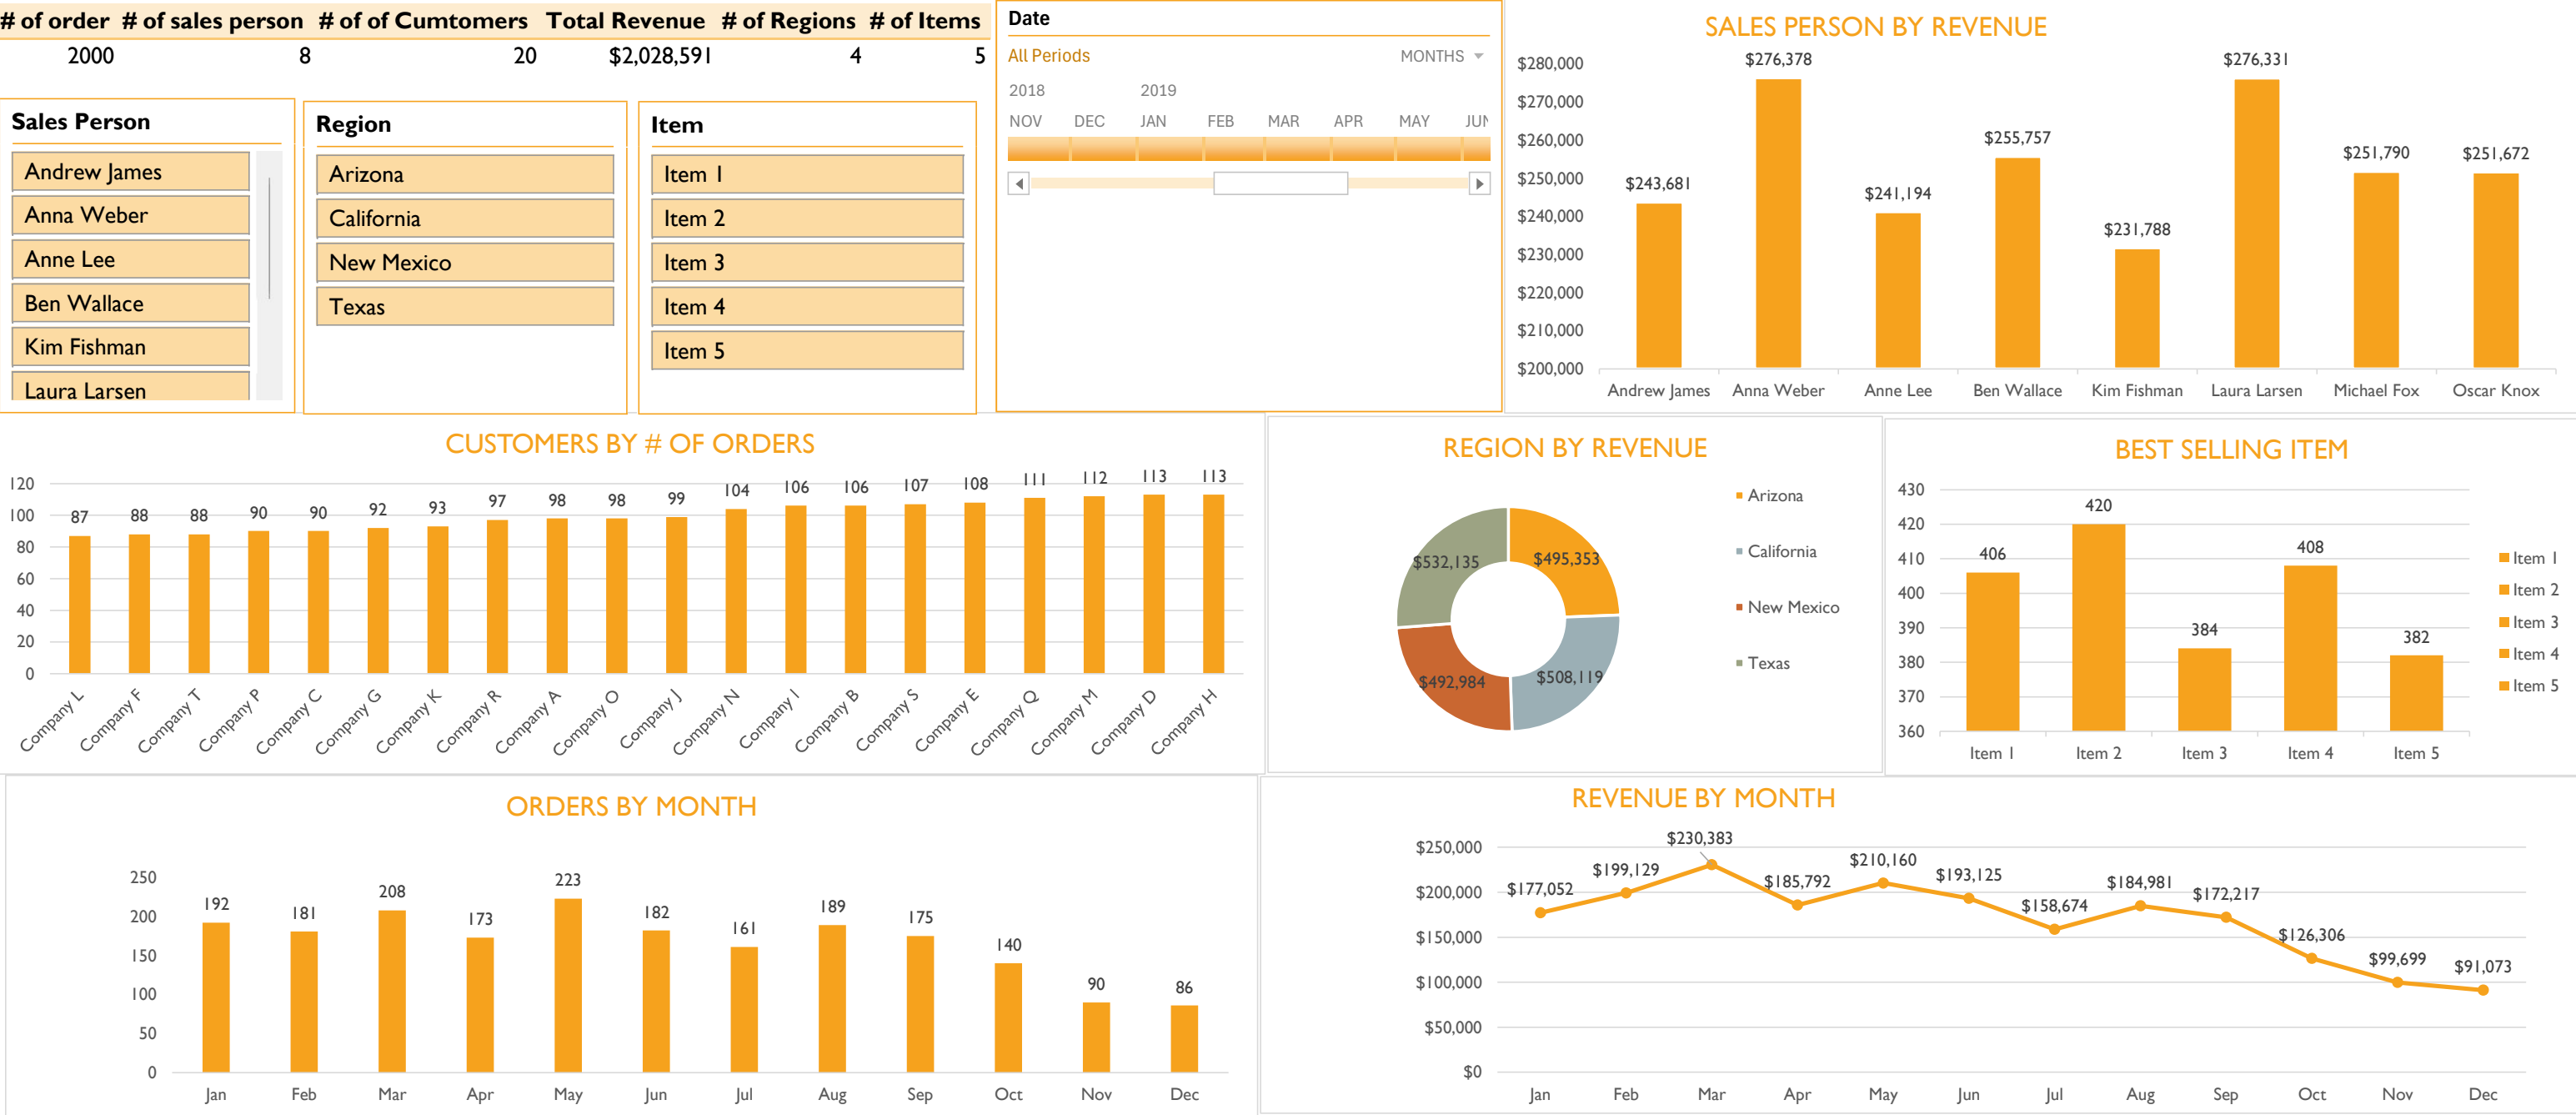 # of order # of sales person # of of Cumtomers Total Revenue # of Regions # of Items
2000 8 20 $2,028,591 4 5
Sales Person
Andrew James
Anna Weber
Anne Lee
Ben Wallace
Kim Fishman
Laura Larsen
Region
Arizona
California
New Mexico
Texas
Item
Item 1
Item 2
Item 3
Item 4
Item 5
Date
All Periods MONTHS
2018 2019
NOV DEC JAN FEB MAR APR MAY JUN
SALES PERSON BY REVENUE
$280,000
$270,000
$260,000
$250,000
$240,000
$230,000
$220,000
$210,000
$200,000
$243,681 $276,378 $241,194 $255,757 $231,788 $276,331 $251,790 $251,672
Andrew James Anna Weber Anne Lee Ben Wallace Kim Fishman Laura Larsen Michael Fox Oscar Knox
CUSTOMERS BY # OF ORDERS
120
100
80
60
40
20
0
87 88 88 90 90 92 93 97 98 98 99 104 106 106 107 108 111 112 113 113
Company L Company F Company T Company P Company C Company G Company K Company R Company A Company O Company J Company N Company I Company B Company S Company E Company Q Company M Company D Company H
REGION BY REVENUE
$532,135 $495,353
$492,984 $508,119
Arizona
California
New Mexico
Texas
BEST SELLING ITEM
430
420
410
400
390
380
370
360
406 420 384 408 382
Item 1 Item 2 Item 3 Item 4 Item 5
Item 1
Item 2
Item 3
Item 4
Item 5
ORDERS BY MONTH
250
200
150
100
50
0
192 181 208 173 223 182 161 189 175 140 90 86
Jan Feb Mar Apr May Jun Jul Aug Sep Oct Nov Dec
REVENUE BY MONTH
$250,000
$200,000
$150,000
$100,000
$50,000
$0
$177,052 $199,129 $230,383 $185,792 $210,160 $193,125 $158,674 $184,981 $172,217 $126,306 $99,699 $91,073
Jan Feb Mar Apr May Jun Jul Aug Sep Oct Nov Dec